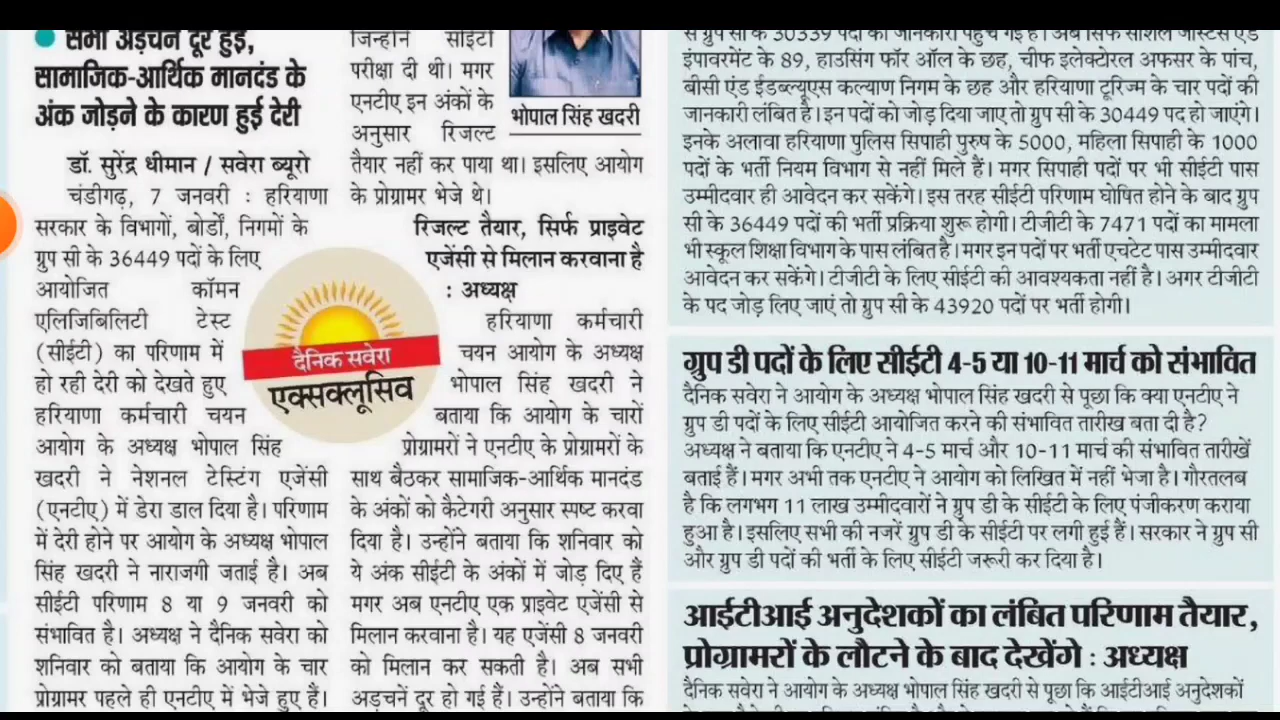 सभी अड़चन दूर हुई,
सामाजिक-आर्थिक मानदंड के
अंक जोड़ने के कारण हुई देरी
डॉ. सुरेंद्र धीमान / सवेरा ब्यूरो
चंडीगढ़, 7 जनवरी : हरियाणा
सरकार के विभागों, बोर्डों, निगमों के
ग्रुप सी के 36449 पदों के लिए
आयोजित कॉमन
एलिजिबिलिटी टेस्ट
(सीईटी) का परिणाम में
हो रही देरी को देखते हुए
हरियाणा कर्मचारी चयन
आयोग के अध्यक्ष भोपाल सिंह
खदरी ने नेशनल टेस्टिंग एजेंसी
(एनटीए) में डेरा डाल दिया है। परिणाम
में देरी होने पर आयोग के अध्यक्ष भोपाल
सिंह खदरी ने नाराजगी जताई है। अब
सीईटी परिणाम 8 या 9 जनवरी को
संभावित है। अध्यक्ष ने दैनिक सवेरा को
शनिवार को बताया कि आयोग के चार
प्रोग्रामर पहले ही एनटीए में भेजे हुए हैं।
दैनिक सवेरा
एक्सक्लूसिव
जिन्होंने सीईटी
परीक्षा दी थी। मगर
एनटीए इन अंकों के
अनुसार रिजल्ट
तैयार नहीं कर पाया था। इसलिए आयोग
के प्रोग्रामर भेजे थे।
भोपाल सिंह खदरी
रिजल्ट तैयार, सिर्फ प्राइवेट
एजेंसी से मिलान करवाना है
: अध्यक्ष
हरियाणा कर्मचारी
चयन आयोग के अध्यक्ष
भोपाल सिंह खदरी ने
बताया कि आयोग के चारों
प्रोग्रामरों ने एनटीए के प्रोग्रामरों के
साथ बैठकर सामाजिक-आर्थिक मानदंड
के अंकों को कैटेगरी अनुसार स्पष्ट करवा
दिया है। उन्होंने बताया कि शनिवार को
ये अंक सीईटी के अंकों में जोड़ दिए हैं
मगर अब एनटीए एक प्राइवेट एजेंसी से
मिलान करवाना है। यह एजेंसी 8 जनवरी
को मिलान कर सकती है। अब सभी
अड़चनें दूर हो गई हैं। उन्होंने बताया कि
से ग्रुप सी के 30339 पदों की जानकारी पहुंच गई है। अब सिर्फ सोशल जस्टिस एंड
इंपावरमेंट के 89, हाउसिंग फॉर ऑल के छह, चीफ इलेक्टोरल अफसर के पांच,
बीसी एंड ईडब्ल्यूएस कल्याण निगम के छह और हरियाणा टूरिज्म के चार पदों की
जानकारी लंबित है। इन पदों को जोड़ दिया जाए तो ग्रुप सी के 30449 पद हो जाएंगे।
इनके अलावा हरियाणा पुलिस सिपाही पुरुष के 5000, महिला सिपाही के 1000
पदों के भर्ती नियम विभाग से नहीं मिले हैं। मगर सिपाही पदों पर भी सीईटी पास
उम्मीदवार ही आवेदन कर सकेंगे। इस तरह सीईटी परिणाम घोषित होने के बाद ग्रुप
सी के 36449 पदों की भर्ती प्रक्रिया शुरू होगी। टीजीटी के 7471 पदों का मामला
भी स्कूल शिक्षा विभाग के पास लंबित है। मगर इन पदों पर भर्ती एचटेट पास उम्मीदवार
आवेदन कर सकेंगे। टीजीटी के लिए सीईटी की आवश्यकता नहीं है। अगर टीजीटी
के पद जोड़ लिए जाएं तो ग्रुप सी के 43920 पदों पर भर्ती होगी।
ग्रुप डी पदों के लिए सीईटी 4-5 या 10-11 मार्च को संभावित
दैनिक सवेरा ने आयोग के अध्यक्ष भोपाल सिंह खदरी से पूछा कि क्या एनटीए ने
ग्रुप डी पदों के लिए सीईटी आयोजित करने की संभावित तारीख बता दी है?
अध्यक्ष ने बताया कि एनटीए ने 4-5 मार्च और 10-11 मार्च की संभावित तारीखें
बताई हैं। मगर अभी तक एनटीए ने आयोग को लिखित में नहीं भेजा है। गौरतलब
है कि लगभग 11 लाख उम्मीदवारों ने ग्रुप डी के सीईटी के लिए पंजीकरण कराया
हुआ है। इसलिए सभी की नजरें ग्रुप डी के सीईटी पर लगी हुई हैं। सरकार ने ग्रुप सी
और ग्रुप डी पदों की भर्ती के लिए सीईटी जरूरी कर दिया है।
आईटीआई अनुदेशकों का लंबित परिणाम तैयार,
प्रोग्रामरों के लौटने के बाद देखेंगे : अध्यक्ष
दैनिक सवेरा ने आयोग के अध्यक्ष भोपाल सिंह खदरी से पूछा कि आईटीआई अनुदेशकों